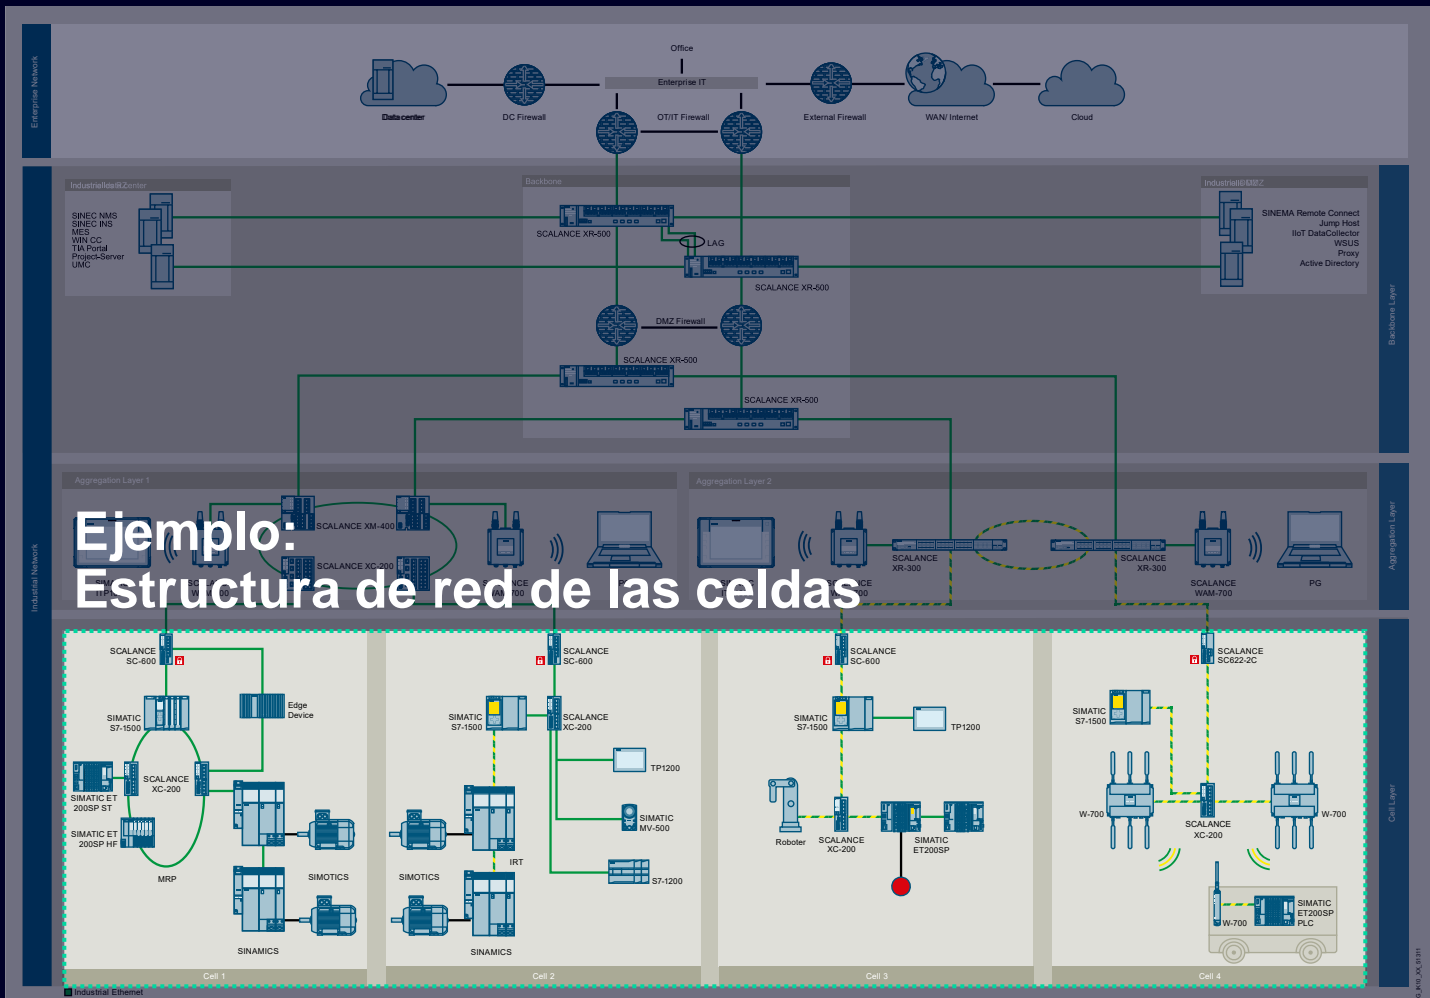 Office
Enterprise IT
DC Firewall
OT/IT Firewall
External Firewall
WAN/ Internet
Cloud
Enterprise Network
Backbone
SINEC NMS
SINEC INS
MES
WIN CC
TIA Portal
Project-Server
UMC
SCALANCE XR-500
LAG
SCALANCE XR-500
SINEMA Remote Connect
Jump Host
IIoT DataCollector
WSUS
Proxy
Active Directory
DMZ Firewall
SCALANCE XR-500
SCALANCE XR-500
Backbone Layer
Aggregation Layer 1
Aggregation Layer 2
SCALANCE XM-400
SCALANCE XC-200
Ejemplo:
Estructura de red de las celdas
SCALANCE
XR-300
SCALANCE
XR-300
SCALANCE
WAM-700
PG
Aggregation Layer
Industrial Network
SCALANCE
SC-600
SIMATIC
S7-1500
Edge
Device
SCALANCE
XC-200
SIMATIC ET
200SP ST
SIMATIC ET
200SP HF
MRP
SIMOTICS
SINAMICS
Cell 1
SCALANCE
SC-600
SIMATIC
S7-1500
SCALANCE
XC-200
TP1200
SIMATIC
MV-500
S7-1200
IRT
SIMOTICS
SINAMICS
Cell 2
SCALANCE
SC-600
SIMATIC
S7-1500
TP1200
Roboter
SCALANCE
XC-200
SIMATIC
ET200SP
Cell 3
SCALANCE
SC622-2C
SIMATIC
S7-1500
W-700
SCALANCE
XC-200
W-700
W-700
SIMATIC
ET200SP
PLC
Cell 4
Cell Layer
Industrial Ethernet